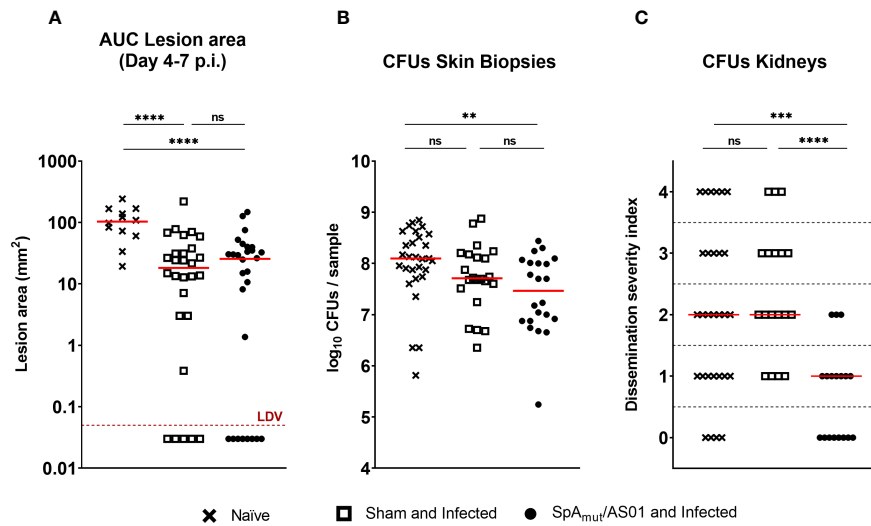 A
AUC Lesion area
(Day 4-7 p.i.)
**** ns
****
Lesion area (mm²)
1000
100
10
1
0.1
0.01
LDV
B
CFUs Skin Biopsies
**
ns ns
log₁₀ CFUs / sample
10
9
8
7
6
5
4
C
CFUs Kidneys
***
ns ****
Dissemination severity index
4
3
2
1
0
Naïve
Sham and Infected
SpAmut/AS01 and Infected